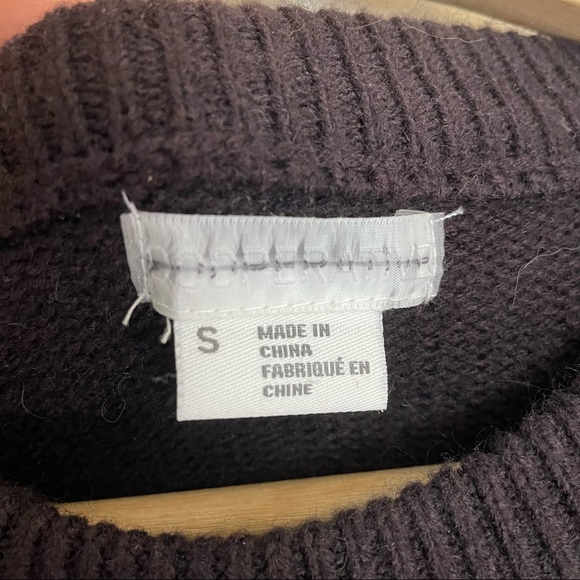 COOPERATIVE
S
MADE IN
CHINA
FABRIQUÉ EN
CHINE